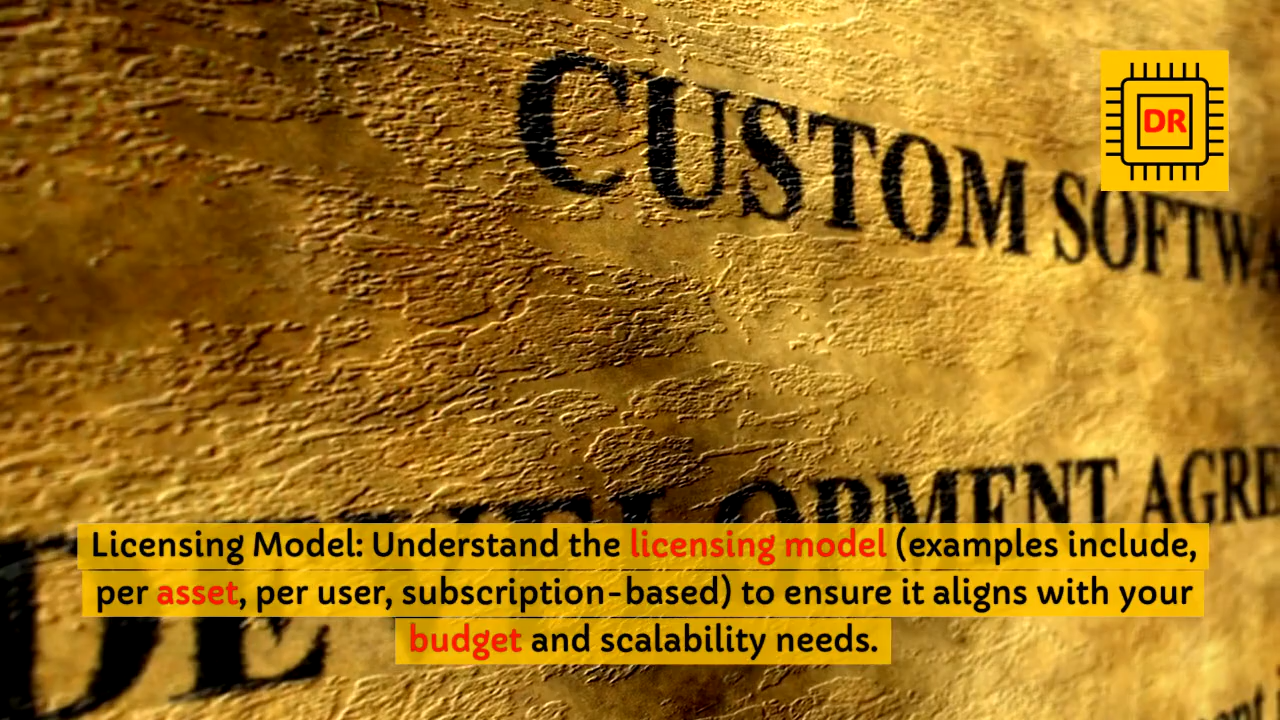 CUSTOM SOFTW
DR
DEVELOPMENT AGRE
Licensing Model: Understand the licensing model (examples include,
per asset, per user, subscription-based) to ensure it aligns with your
budget and scalability needs.